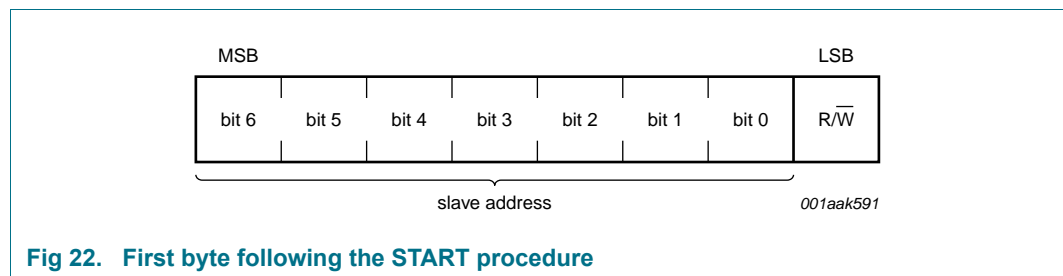 MSB LSB
bit 6 bit 5 bit 4 bit 3 bit 2 bit 1 bit 0 R/W̅
slave address 001aak591
Fig 22. First byte following the START procedure